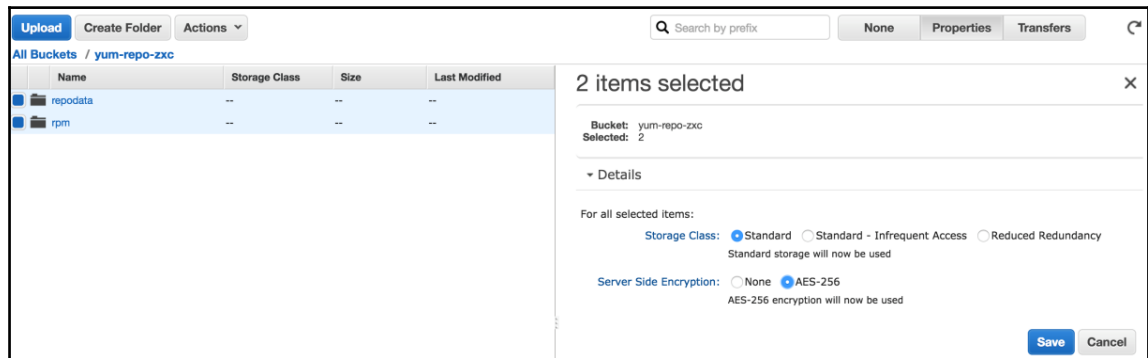 Upload Create Folder Actions Search by prefix None Properties Transfers
All Buckets / yum-repo-zxc
Name Storage Class Size Last Modified
repodata -- -- --
rpm -- -- --
2 items selected
Bucket: yum-repo-zxc
Selected: 2
Details
For all selected items:
Storage Class: Standard Standard - Infrequent Access Reduced Redundancy
Standard storage will now be used
Server Side Encryption: None AES-256
AES-256 encryption will now be used
Save Cancel